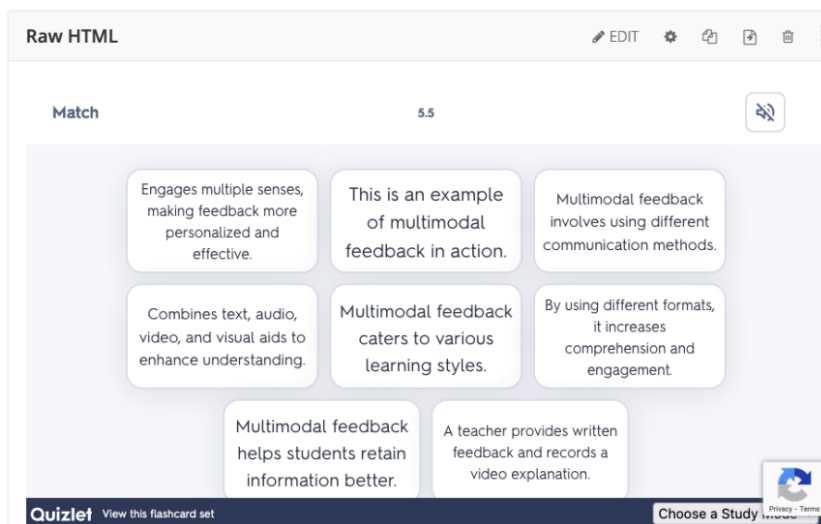 Raw HTML
EDIT
Match
5.5
Engages multiple senses,
making feedback more
personalized and
effective.
This is an example
of multimodal
feedback in action.
Multimodal feedback
involves using different
communication methods.
Combines text, audio,
video, and visual aids to
enhance understanding.
Multimodal feedback
caters to various
learning styles.
By using different formats,
it increases
comprehension and
engagement.
Multimodal feedback
helps students retain
information better.
A teacher provides written
feedback and records a
video explanation.
Quizlet View this flashcard set
Choose a Study
Privacy - Terms